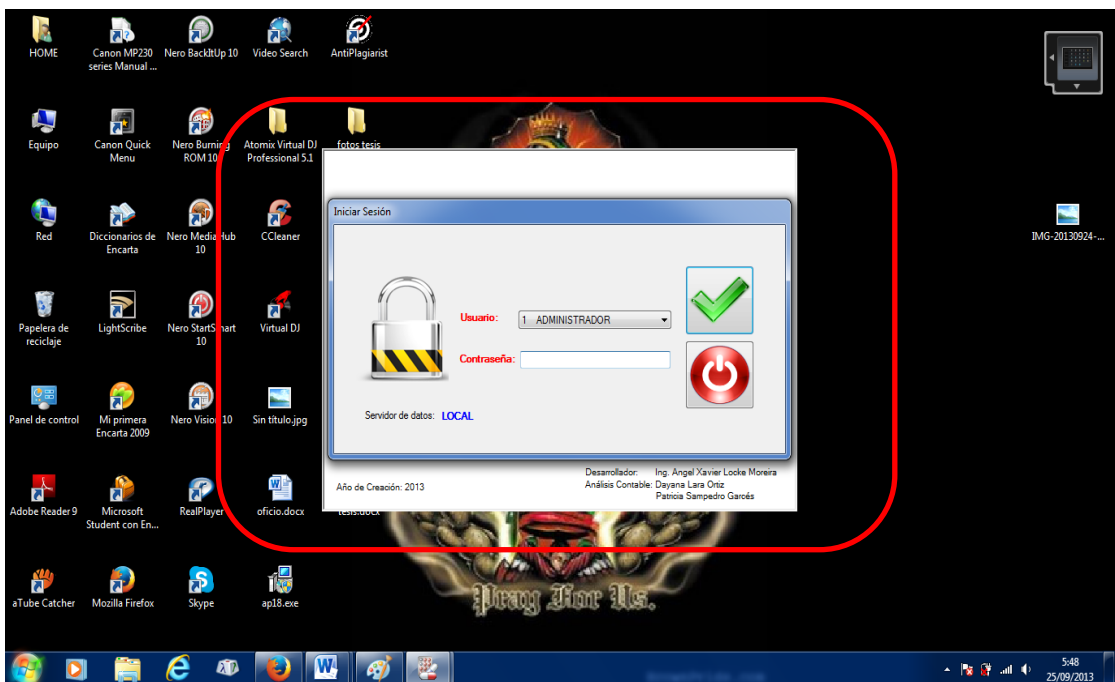 HOME
Canon MP230
series Manual ...
Nero BackItUp 10
Video Search
AntiPlagiarist
Equipo
Canon Quick
Menu
Nero Burning
ROM 10
Atomix Virtual DJ
Professional 5.1
fotos tesis
Red
Diccionarios de
Encarta
Nero MediaHub
10
CCleaner
IMG-20130924-...
Iniciar Sesión
Usuario: 1 ADMINISTRADOR
Contraseña:
Servidor de datos: LOCAL
Papelera de
reciclaje
LightScribe
Nero StartSmart
10
Virtual DJ
Panel de control
Mi primera
Encarta 2009
Nero Vision 10
Sin título.jpg
Desarrollador: Ing. Angel Xavier Locke Moreira
Año de Creación: 2013
Análisis Contable: Dayana Lara Ortiz
Patricia Sampedro Garcés
Adobe Reader 9
Microsoft
Student con En...
RealPlayer
oficio.docx
tesis.docx
aTube Catcher
Mozilla Firefox
Skype
ap18.exe
Pray For Us.
5:48
25/09/2013